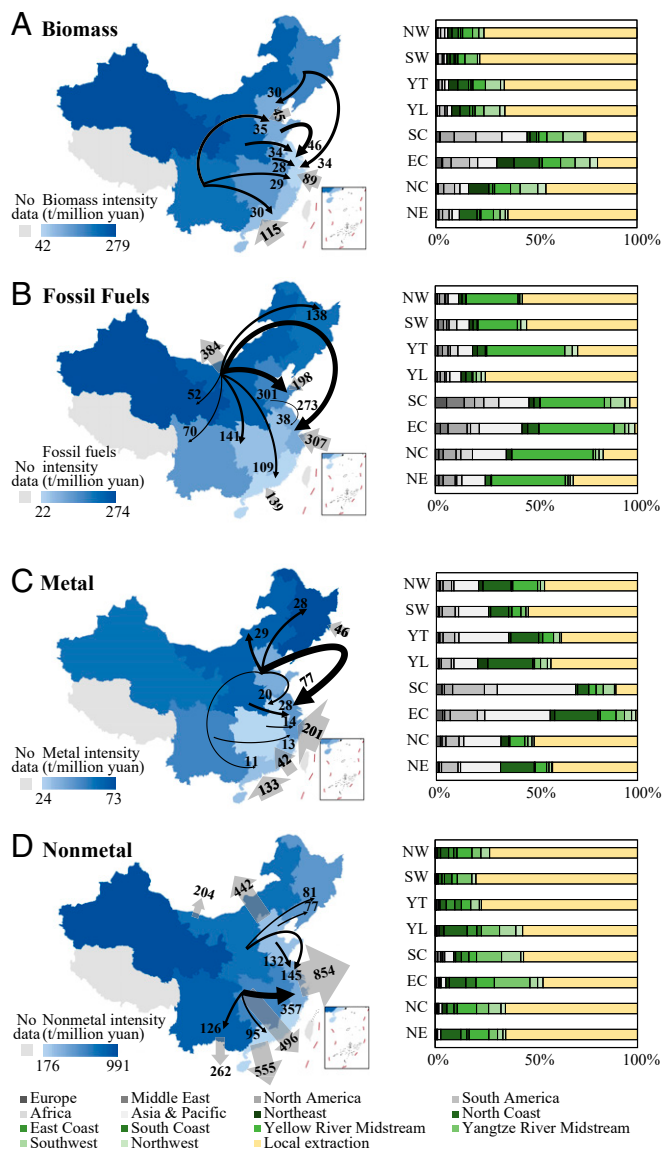 A Biomass
30
45
35
46
34
28
34
29
89
30
115
No data
Biomass intensity (t/million yuan)
42
279
NW
SW
YT
YL
SC
EC
NC
NE
0%
50%
100%
B Fossil Fuels
138
384
198
301
52
273
38
70
141
307
109
139
No data
Fossil fuels intensity (t/million yuan)
22
274
NW
SW
YT
YL
SC
EC
NC
NE
0%
50%
100%
C Metal
28
29
46
77
20
28
14
201
13
42
11
133
No data
Metal intensity (t/million yuan)
24
73
NW
SW
YT
YL
SC
EC
NC
NE
0%
50%
100%
D Nonmetal
204
442
81
77
132
145
854
357
126
95
496
262
555
No data
Nonmetal intensity (t/million yuan)
176
991
NW
SW
YT
YL
SC
EC
NC
NE
0%
50%
100%
Europe Middle East North America South America
Africa Asia & Pacific Northeast North Coast
East Coast South Coast Yellow River Midstream Yangtze River Midstream
Southwest Northwest Local extraction